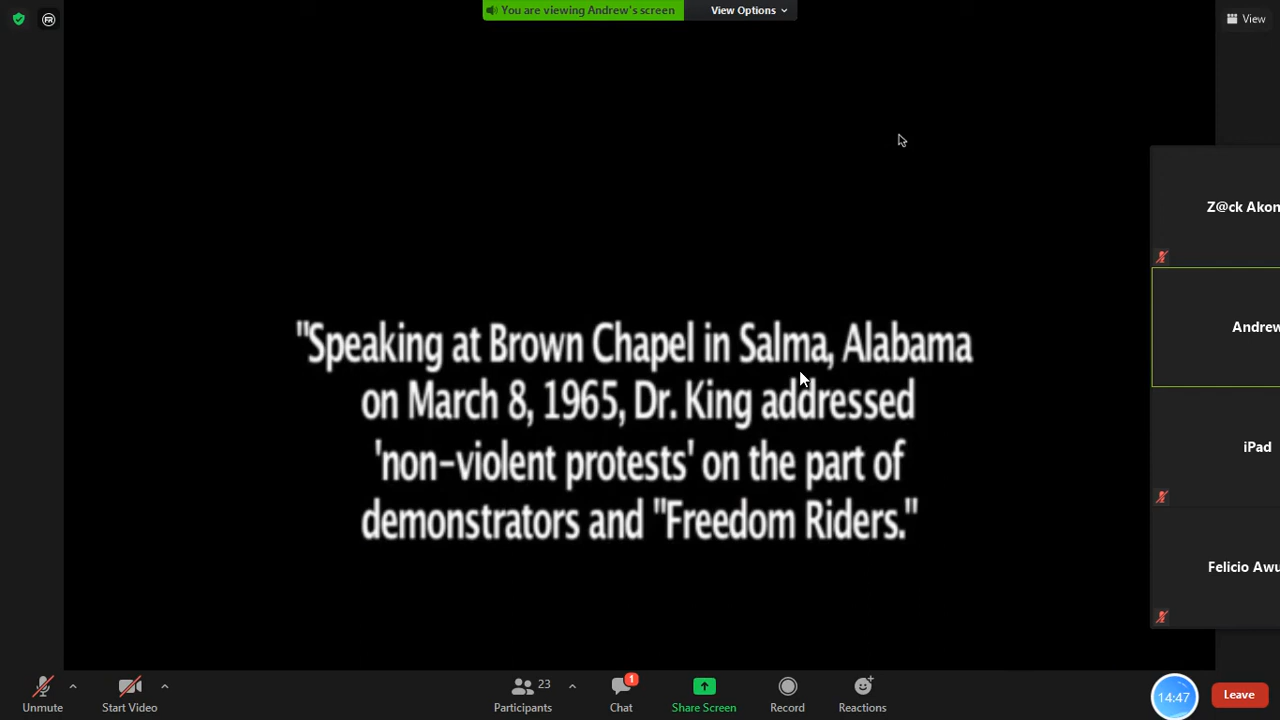 You are viewing Andrew's screen
View Options
View
FR
Z@ck Akon
"Speaking at Brown Chapel in Salma, Alabama
on March 8, 1965, Dr. King addressed
'non-violent protests' on the part of
demonstrators and "Freedom Riders."
Andrew
iPad
Felicio Awu
Unmute
Start Video
23
Participants
1
Chat
Share Screen
Record
Reactions
14:47
Leave